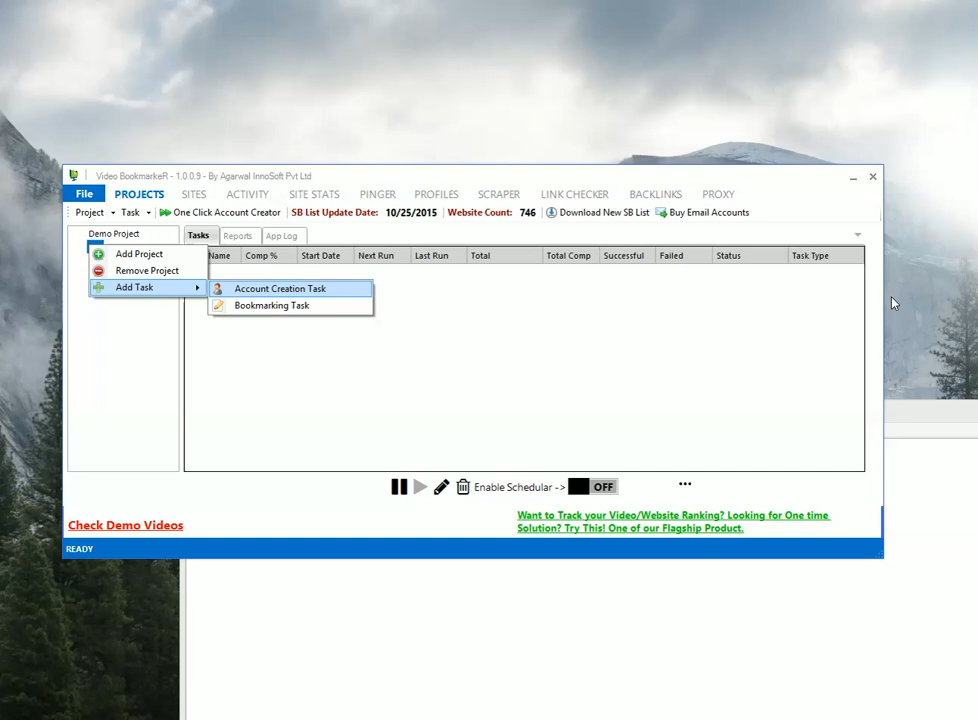 Video BookmarkeR - 1.0.0.9 - By Agarwal InnoSoft Pvt Ltd
File PROJECTS SITES ACTIVITY SITE STATS PINGER PROFILES SCRAPER LINK CHECKER BACKLINKS PROXY
Project Task One Click Account Creator SB List Update Date: 10/25/2015 Website Count: 746 Download New SB List Buy Email Accounts
Demo Project Tasks Reports App Log
Add Project
Remove Project
Add Task
Account Creation Task
Bookmarking Task
Name Comp % Start Date Next Run Last Run Total Total Comp Successful Failed Status Task Type
Enable Schedular -> OFF
Check Demo Videos
Want to Track your Video/Website Ranking? Looking for One time
Solution? Try This! One of our Flagship Product.
READY